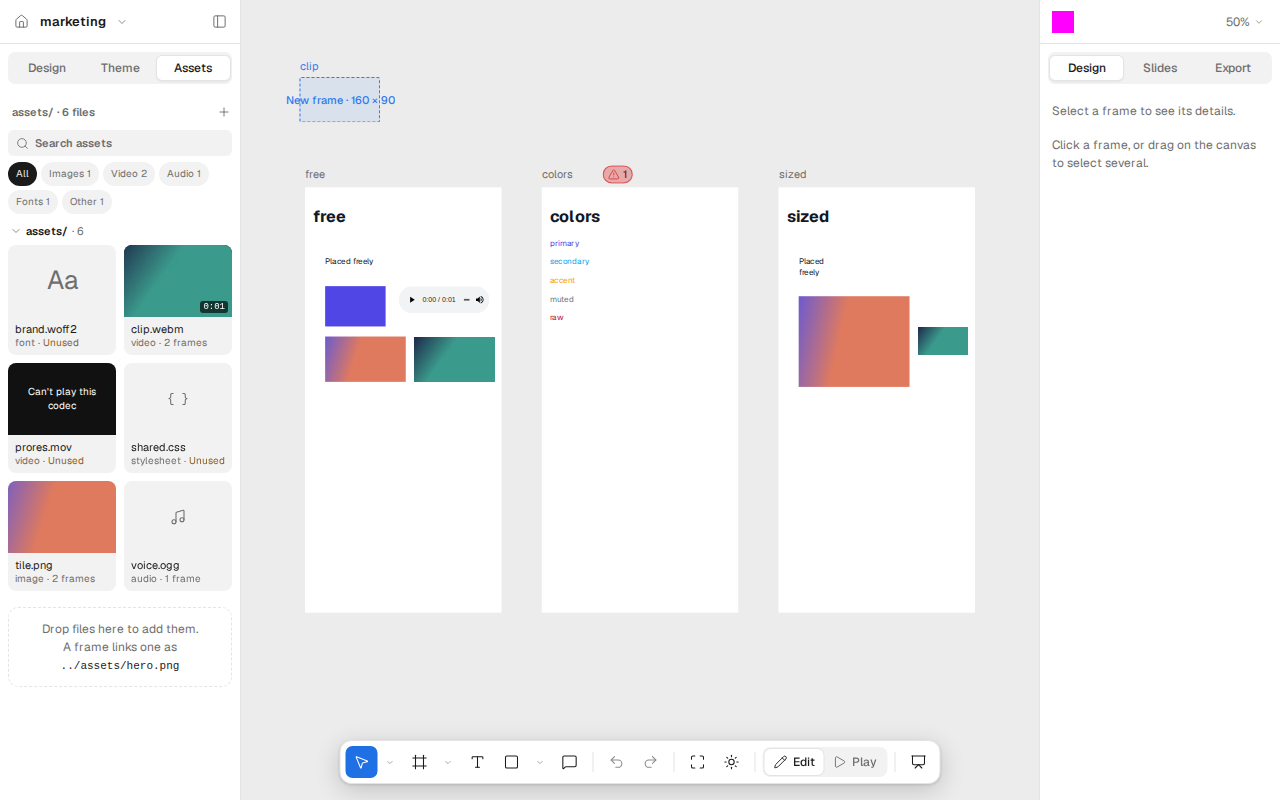 marketing
50%
Design
Theme
Assets
Design
Slides
Export
assets/ · 6 files
Select a frame to see its details.
Click a frame, or drag on the canvas
to select several.
Search assets
All
Images 1
Video 2
Audio 1
Fonts 1
Other 1
assets/ · 6
Aa
brand.woff2
font · Unused
0:01
clip.webm
video · 2 frames
Can't play this
codec
prores.mov
video · Unused
{ }
shared.css
stylesheet · Unused
tile.png
image · 2 frames
voice.ogg
audio · 1 frame
Drop files here to add them.
A frame links one as
../assets/hero.png
clip
New frame · 160 × 90
free
free
Placed freely
0:00 / 0:01
colors
1
colors
primary
secondary
accent
muted
raw
sized
sized
Placed
freely
Edit
Play